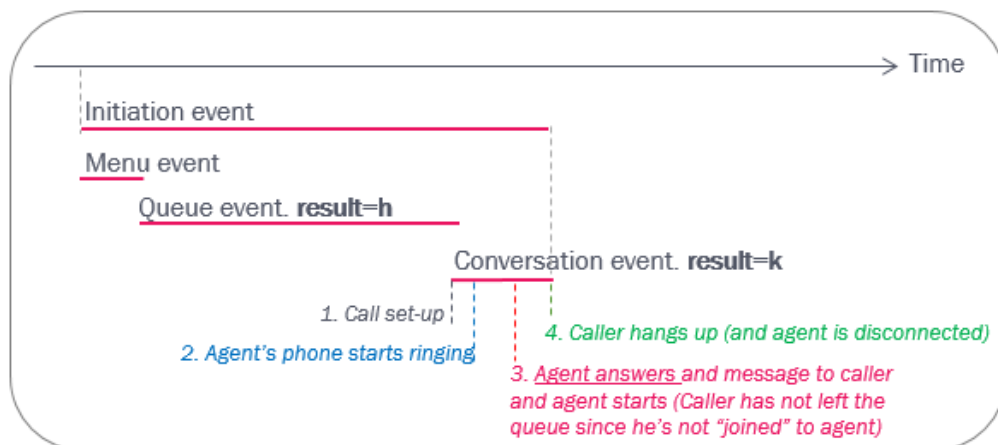 Time
Initiation event
Menu event
Queue event. result=h
Conversation event. result=k
1. Call set-up
4. Caller hangs up (and agent is disconnected)
2. Agent's phone starts ringing
3. Agent answers and message to caller
and agent starts (Caller has not left the
queue since he's not “joined” to agent)